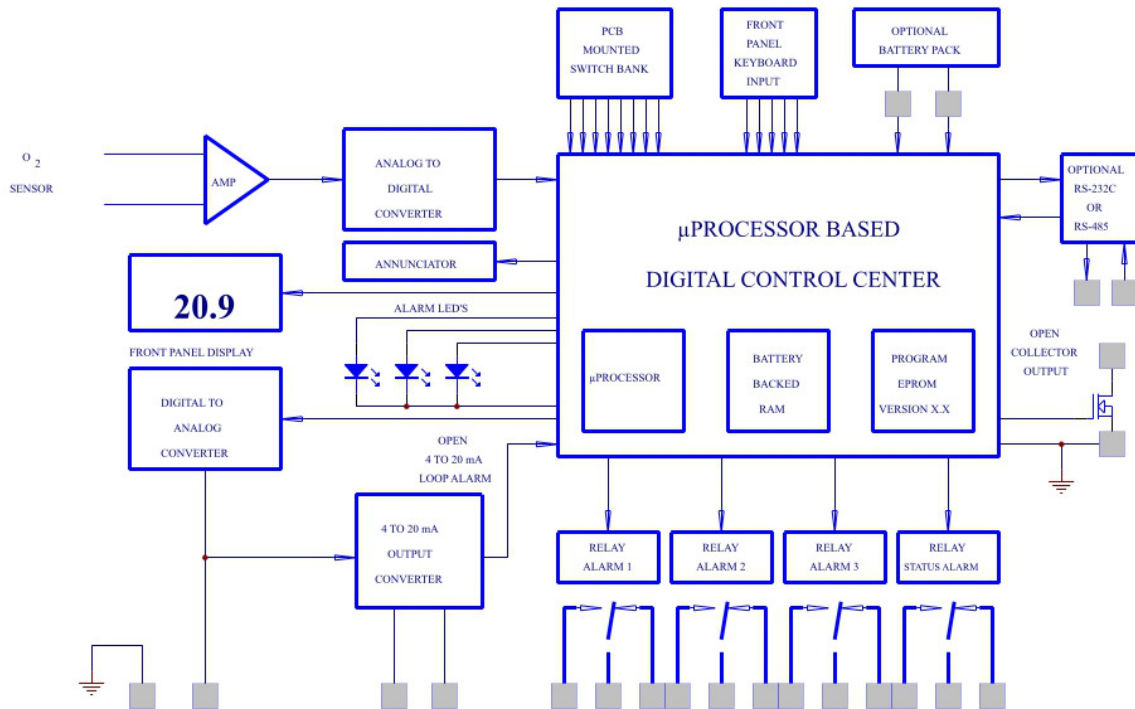 PCB
MOUNTED
SWITCH BANK
FRONT
PANEL
KEYBOARD
INPUT
OPTIONAL
BATTERY PACK
O 2
SENSOR
AMP
ANALOG TO
DIGITAL
CONVERTER
OPTIONAL
RS-232C
OR
RS-485
µPROCESSOR BASED
DIGITAL CONTROL CENTER
ANNUNCIATOR
20.9
FRONT PANEL DISPLAY
ALARM LED'S
OPEN
COLLECTOR
OUTPUT
µPROCESSOR
BATTERY
BACKED
RAM
PROGRAM
EPROM
VERSION X.X
DIGITAL TO
ANALOG
CONVERTER
OPEN
4 TO 20 mA
LOOP ALARM
4 TO 20 mA
OUTPUT
CONVERTER
RELAY
ALARM 1
RELAY
ALARM 2
RELAY
ALARM 3
RELAY
STATUS ALARM